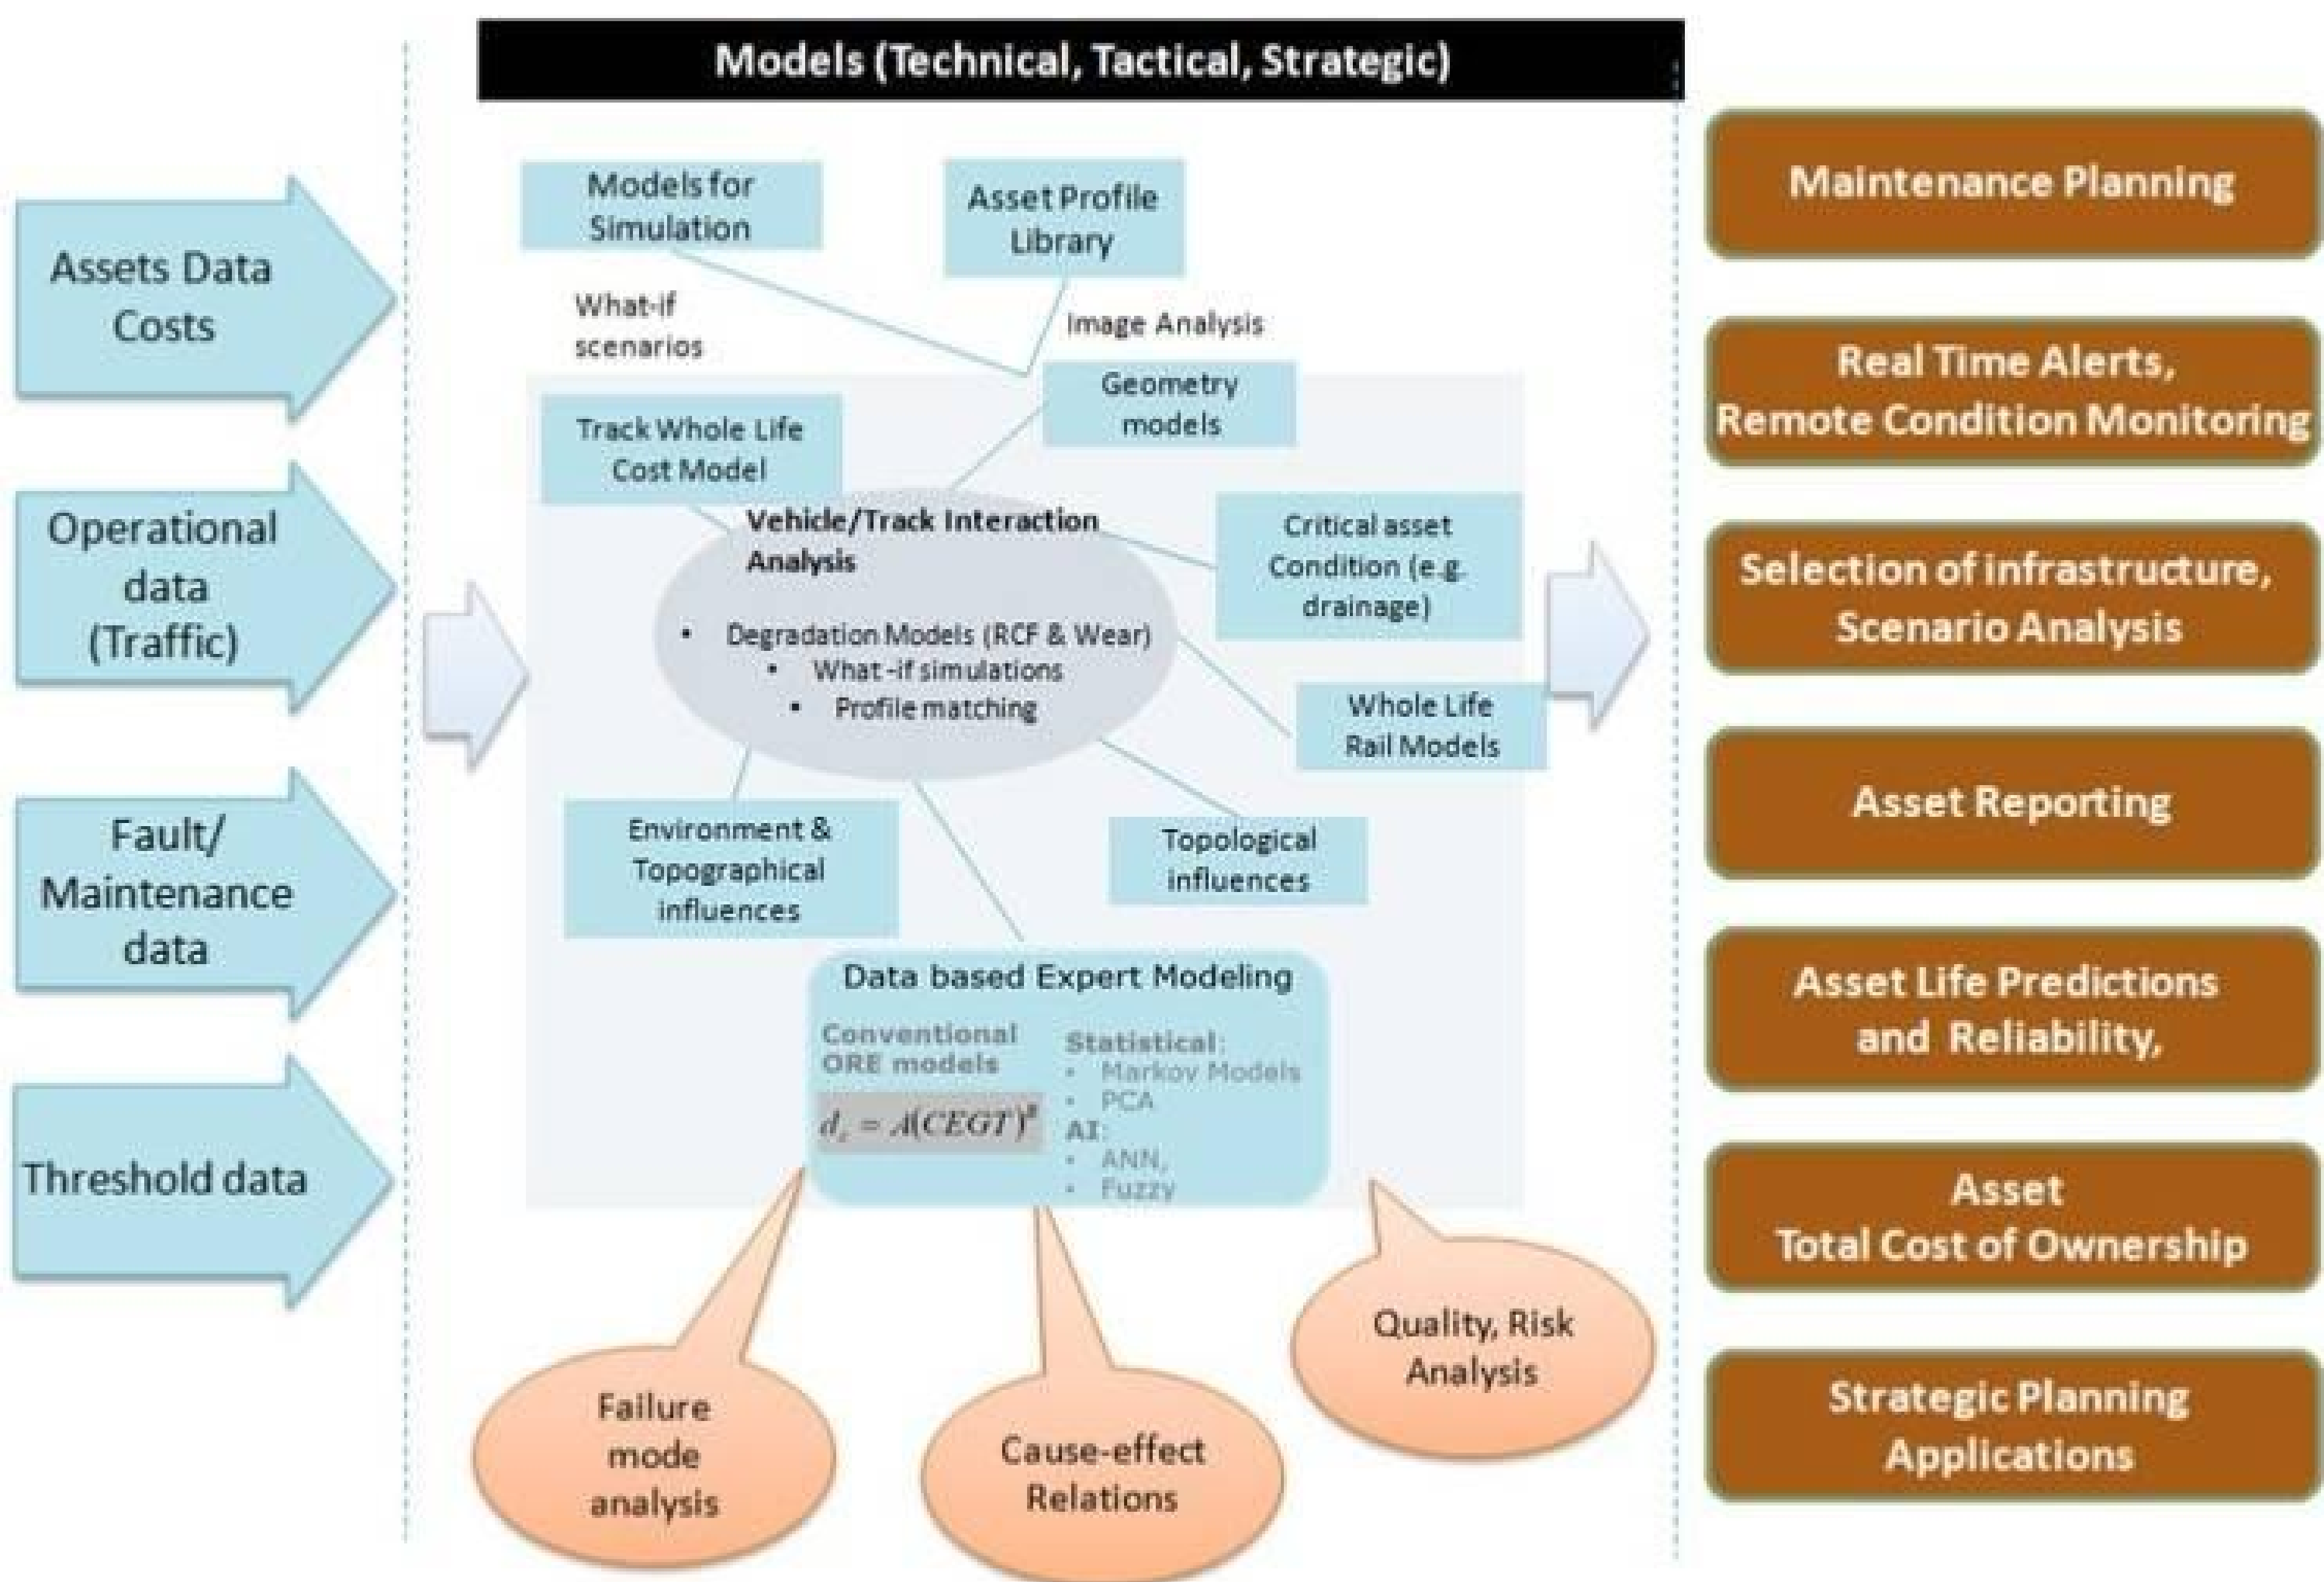 Models (Technical, Tactical, Strategic)
Assets Data
Costs
Operational
data
(Traffic)
Fault/
Maintenance
data
Threshold data
Models for
Simulation
Asset Profile
Library
What-if
scenarios
Image Analysis
Geometry
models
Track Whole Life
Cost Model
Vehicle/Track Interaction
Analysis
• Degradation Models (RCF & Wear)
• What -if simulations
• Profile matching
Critical asset
Condition (e.g.
drainage)
Whole Life
Rail Models
Environment &
Topographical
influences
Topological
influences
Data based Expert Modeling
Conventional
ORE models
Statistical:
• Markov Models
• PCA
AI:
• ANN,
• Fuzzy
Failure
mode
analysis
Cause-effect
Relations
Quality, Risk
Analysis
Maintenance Planning
Real Time Alerts,
Remote Condition Monitoring
Selection of infrastructure,
Scenario Analysis
Asset Reporting
Asset Life Predictions
and Reliability,
Asset
Total Cost of Ownership
Strategic Planning
Applications